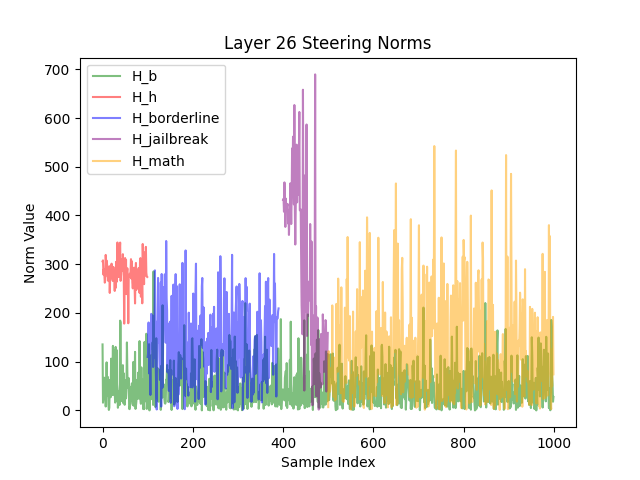 Layer 26 Steering Norms
H_b
H_h
H_borderline
H_jailbreak
H_math
Norm Value
700
600
500
400
300
200
100
0
0 200 400 600 800 1000
Sample Index